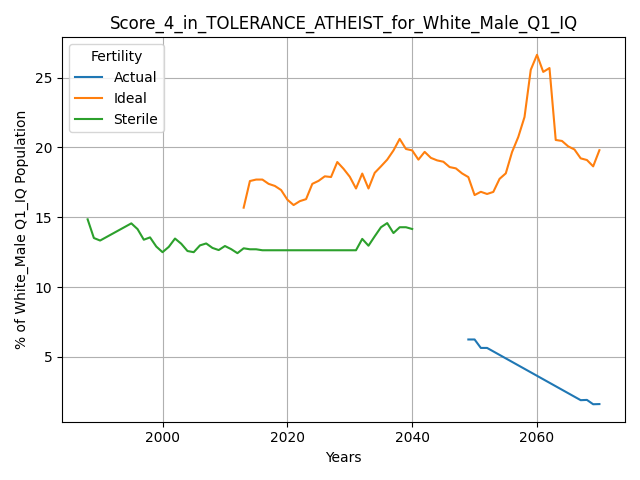 Score_4_in_TOLERANCE_ATHEIST_for_White_Male_Q1_IQ
Fertility
Actual
Ideal
Sterile
% of White_Male Q1_IQ Population
25
20
15
10
5
2000 2020 2040 2060
Years